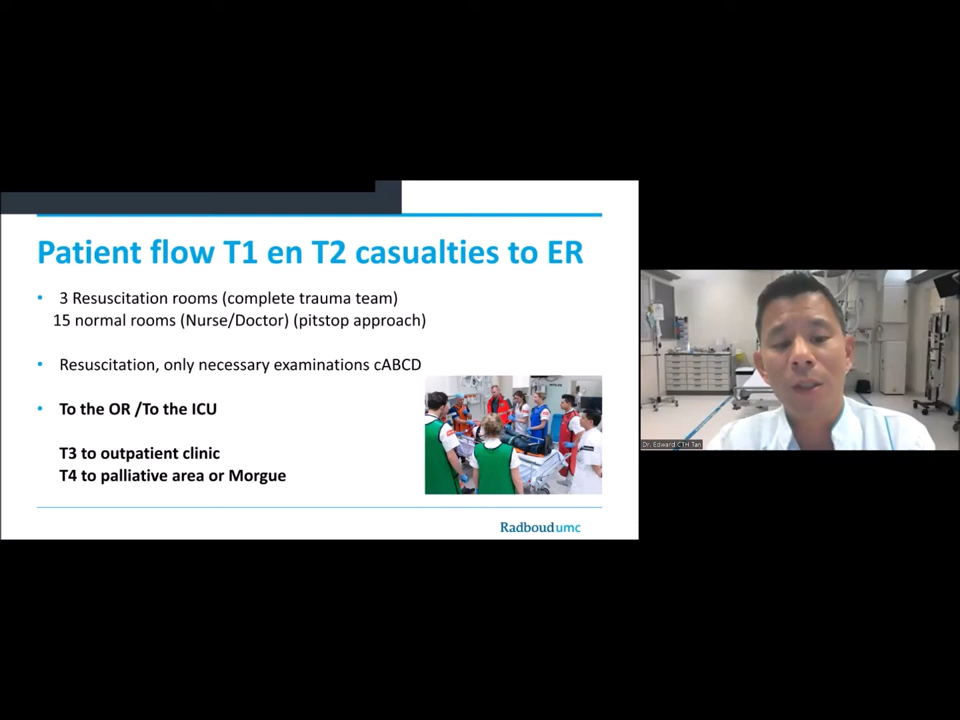 Patient flow T1 en T2 casualties to ER
• 3 Resuscitation rooms (complete trauma team)
15 normal rooms (Nurse/Doctor) (pitstop approach)
• Resuscitation, only necessary examinations cABCD
• To the OR /To the ICU
T3 to outpatient clinic
T4 to palliative area or Morgue
Radboudumc
Dr. Edward CTH Tan